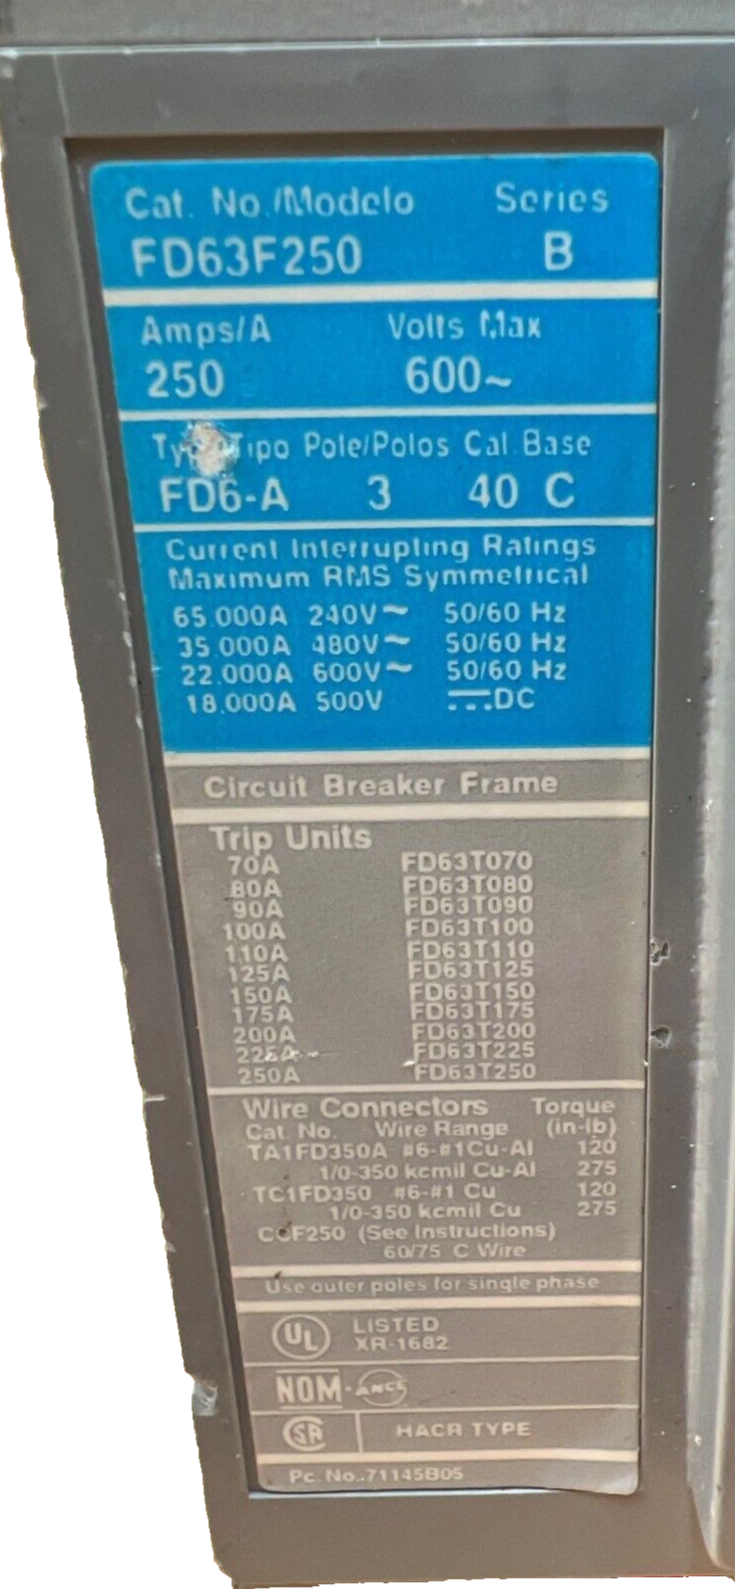 Cat. No./Modelo Series
FD63F250 B
Amps/A Volts Max
250 600~
Tipo Pole/Polos Cal Base
FD6-A 3 40 C
Current Interrupting Ratings
Maximum RMS Symmetrical
65.000A 240V~ 50/60 Hz
35.000A 480V~ 50/60 Hz
22.000A 600V~ 50/60 Hz
18.000A 500V ⎓DC
Circuit Breaker Frame
Trip Units
70A FD63T070
80A FD63T080
90A FD63T090
100A FD63T100
110A FD63T110
125A FD63T125
150A FD63T150
175A FD63T175
200A FD63T200
225A FD63T225
250A FD63T250
Wire Connectors Torque
Cat. No. Wire Range (in-lb)
TA1FD350A #6-#1Cu-Al 120
1/0-350 kcmil Cu-Al 275
TC1FD350 #6-#1 Cu 120
1/0-350 kcmil Cu 275
CCF250 (See Instructions)
60/75 C Wire
Use outer poles for single phase
UL LISTED
XR-1682
NOM-ANCE
SA HACR TYPE
Pc. No..71145B05